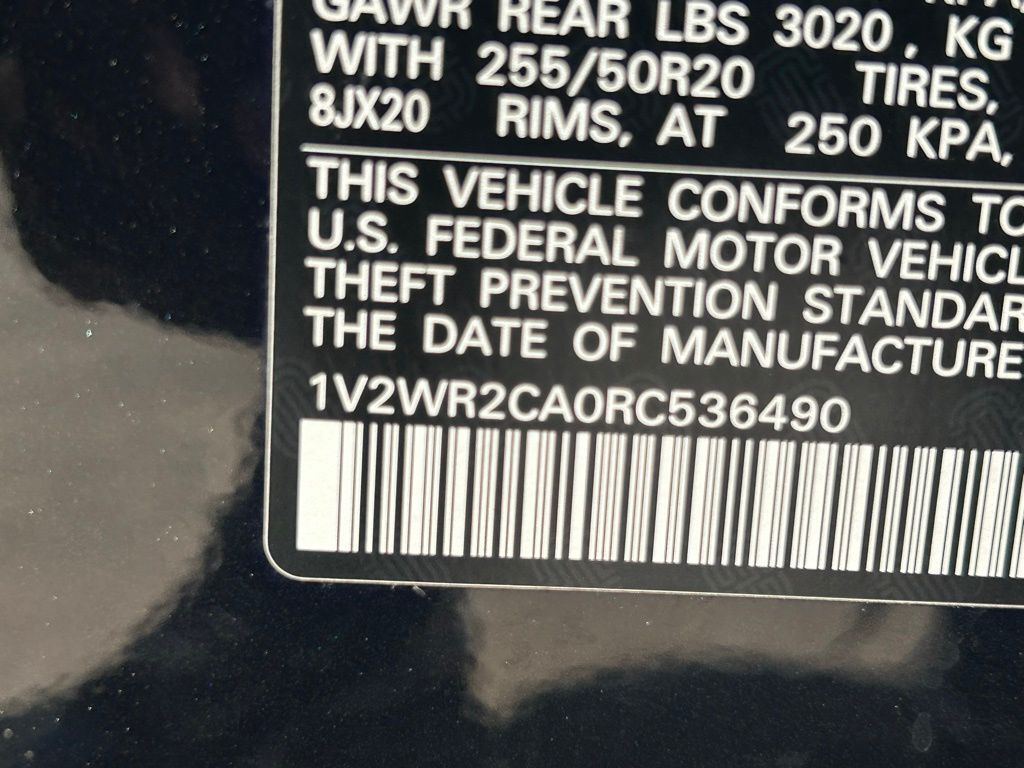 GAWR REAR LBS 3020, KG
WITH 255/50R20 TIRES,
8JX20 RIMS, AT 250 KPA,
THIS VEHICLE CONFORMS TO
U.S. FEDERAL MOTOR VEHICL
THEFT PREVENTION STANDAR
THE DATE OF MANUFACTURE
1V2WR2CA0RC536490